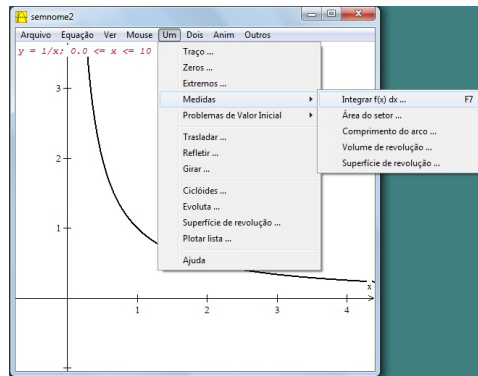 semnome2
Arquivo Equação Ver Mouse Um Dois Anim Outros
y = 1/x; 0.0 <= x <= 10
Traço ...
Zeros ...
Extremos ...
Medidas
Problemas de Valor Inicial
Trasladar ...
Refletir ...
Girar ...
Ciclóides ...
Evoluta ...
Superfície de revolução ...
Plotar lista ...
Ajuda
Integrar f(x) dx ... F7
Área do setor ...
Comprimento do arco ...
Volume de revolução ...
Superfície de revolução ...
3
2
1
x
1 2 3 4